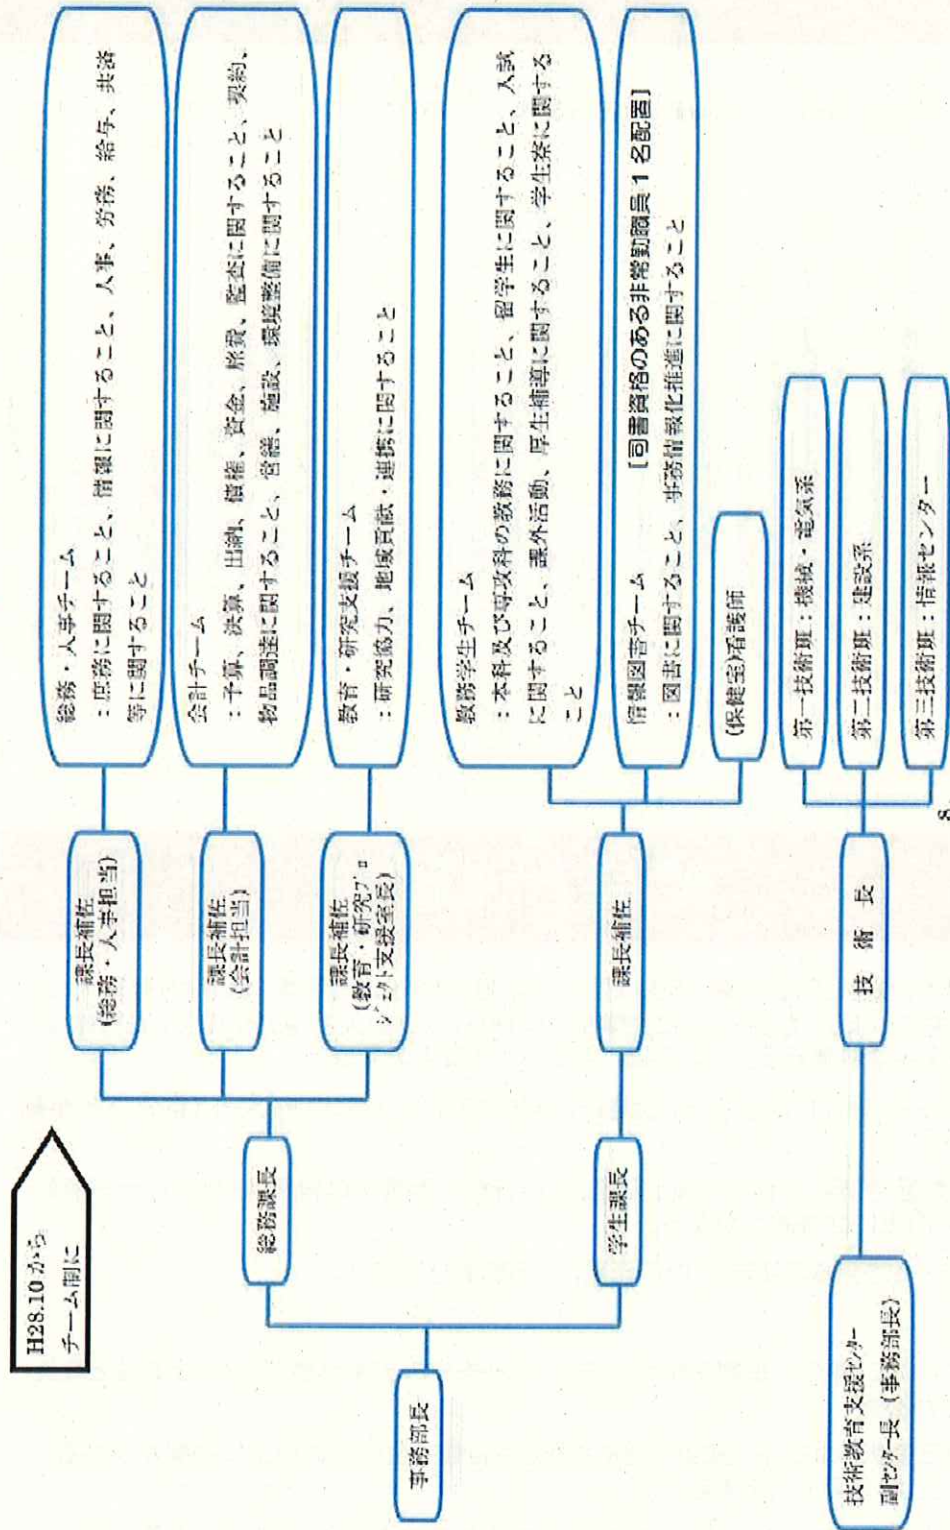 H28.10 から
チーム制に
事務部長
総務課長
課長補佐
(総務・人事担当)
総務・人事チーム
：庶務に関すること、情報に関すること、人事、労務、給与、共済
等に関すること
課長補佐
(会計担当)
会計チーム
：予算、決算、出納、債権、資金、旅費、監査に関すること、契約、
物品調達に関すること、営繕、施設、環境整備に関すること
課長補佐
(教育・研究プロ
ジェクト支援室長)
教育・研究支援チーム
：研究協力、地域貢献・連携に関すること
学生課長
課長補佐
教務学生チーム
：本科及び専攻科の教務に関すること、留学生に関すること、入試
に関すること、課外活動、厚生補導に関すること、学生寮に関する
こと
情報図書チーム [司書資格のある非常勤職員 1 名配置]
：図書に関すること、事務情報化推進に関すること
(保健室)看護師
技術教育支援センター
副センター長 (事務部長)
技 術 長
第一技術班：機械・電気系
第二技術班：建設系
第三技術班：情報センター
8